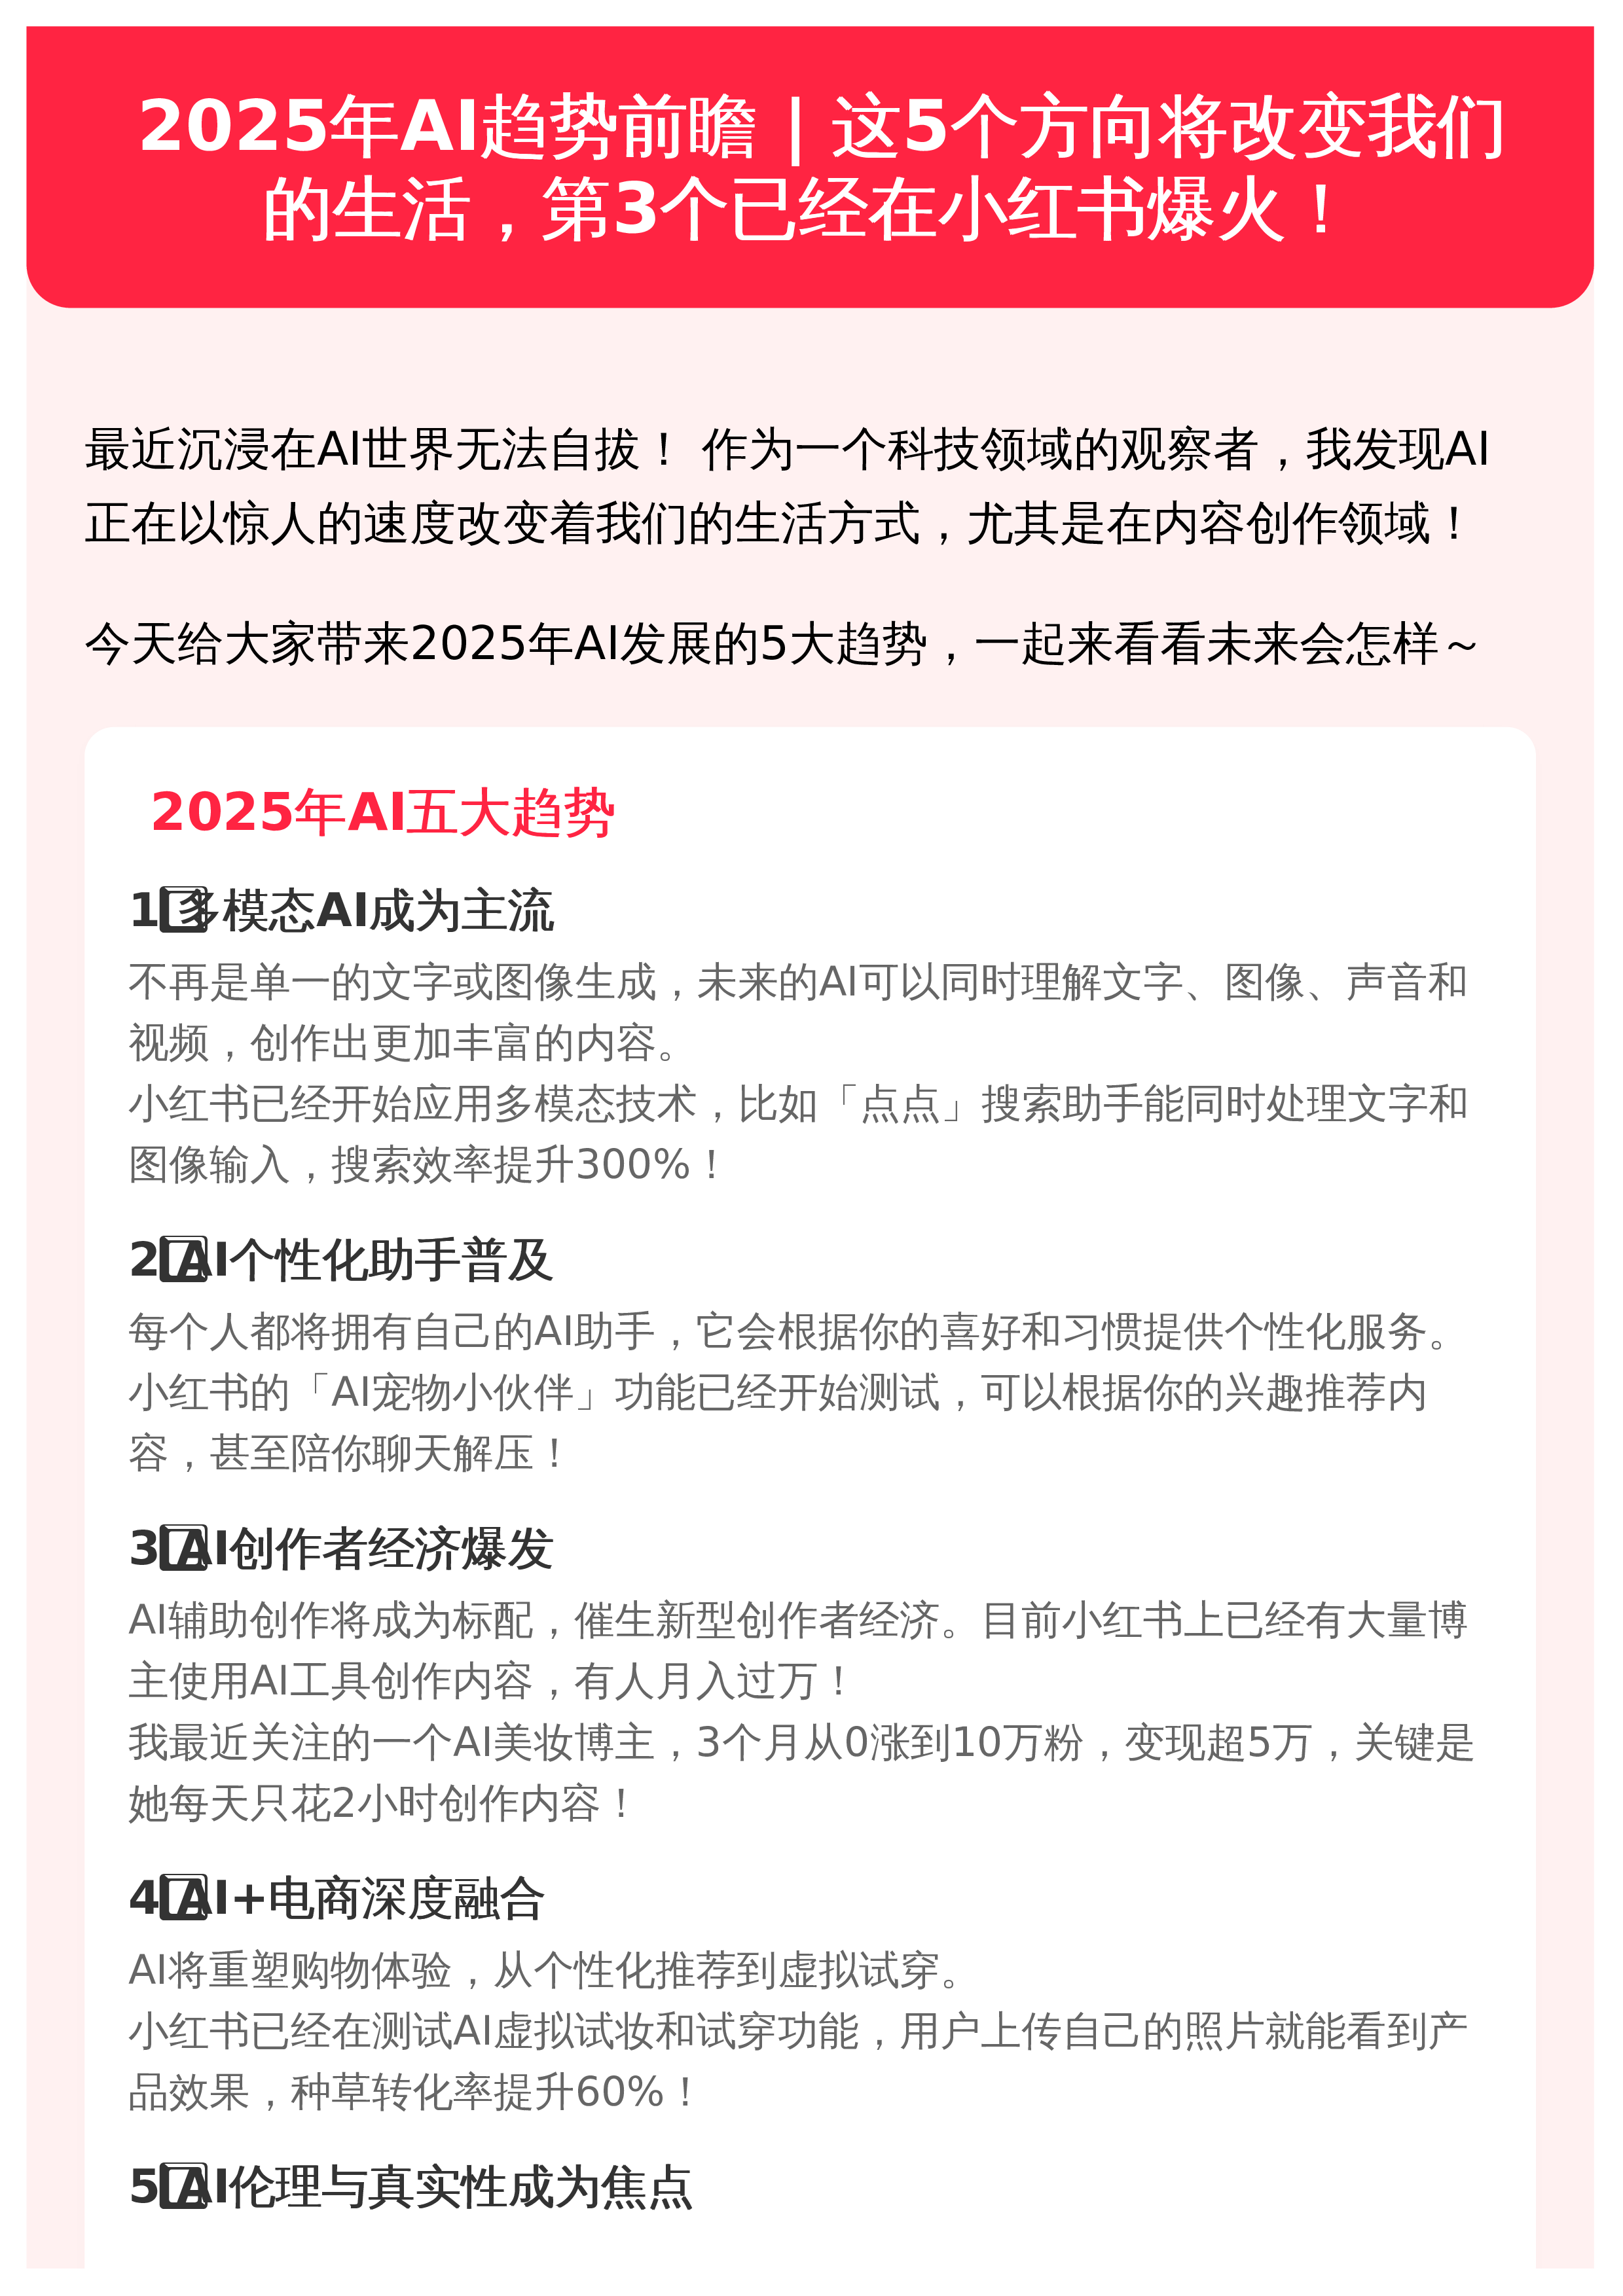 2025年AI趋势前瞻 | 这5个方向将改变我们
的生活，第3个已经在小红书爆火！
最近沉浸在AI世界无法自拔！ 作为一个科技领域的观察者，我发现AI
正在以惊人的速度改变着我们的生活方式，尤其是在内容创作领域！
今天给大家带来2025年AI发展的5大趋势，一起来看看未来会怎样～
2025年AI五大趋势
1 多模态AI成为主流
不再是单一的文字或图像生成，未来的AI可以同时理解文字、图像、声音和
视频，创作出更加丰富的内容。
小红书已经开始应用多模态技术，比如「点点」搜索助手能同时处理文字和
图像输入，搜索效率提升300%！
2 AI个性化助手普及
每个人都将拥有自己的AI助手，它会根据你的喜好和习惯提供个性化服务。
小红书的「AI宠物小伙伴」功能已经开始测试，可以根据你的兴趣推荐内
容，甚至陪你聊天解压！
3 AI创作者经济爆发
AI辅助创作将成为标配，催生新型创作者经济。目前小红书上已经有大量博
主使用AI工具创作内容，有人月入过万！
我最近关注的一个AI美妆博主，3个月从0涨到10万粉，变现超5万，关键是
她每天只花2小时创作内容！
4 AI+电商深度融合
AI将重塑购物体验，从个性化推荐到虚拟试穿。
小红书已经在测试AI虚拟试妆和试穿功能，用户上传自己的照片就能看到产
品效果，种草转化率提升60%！
5 AI伦理与真实性成为焦点